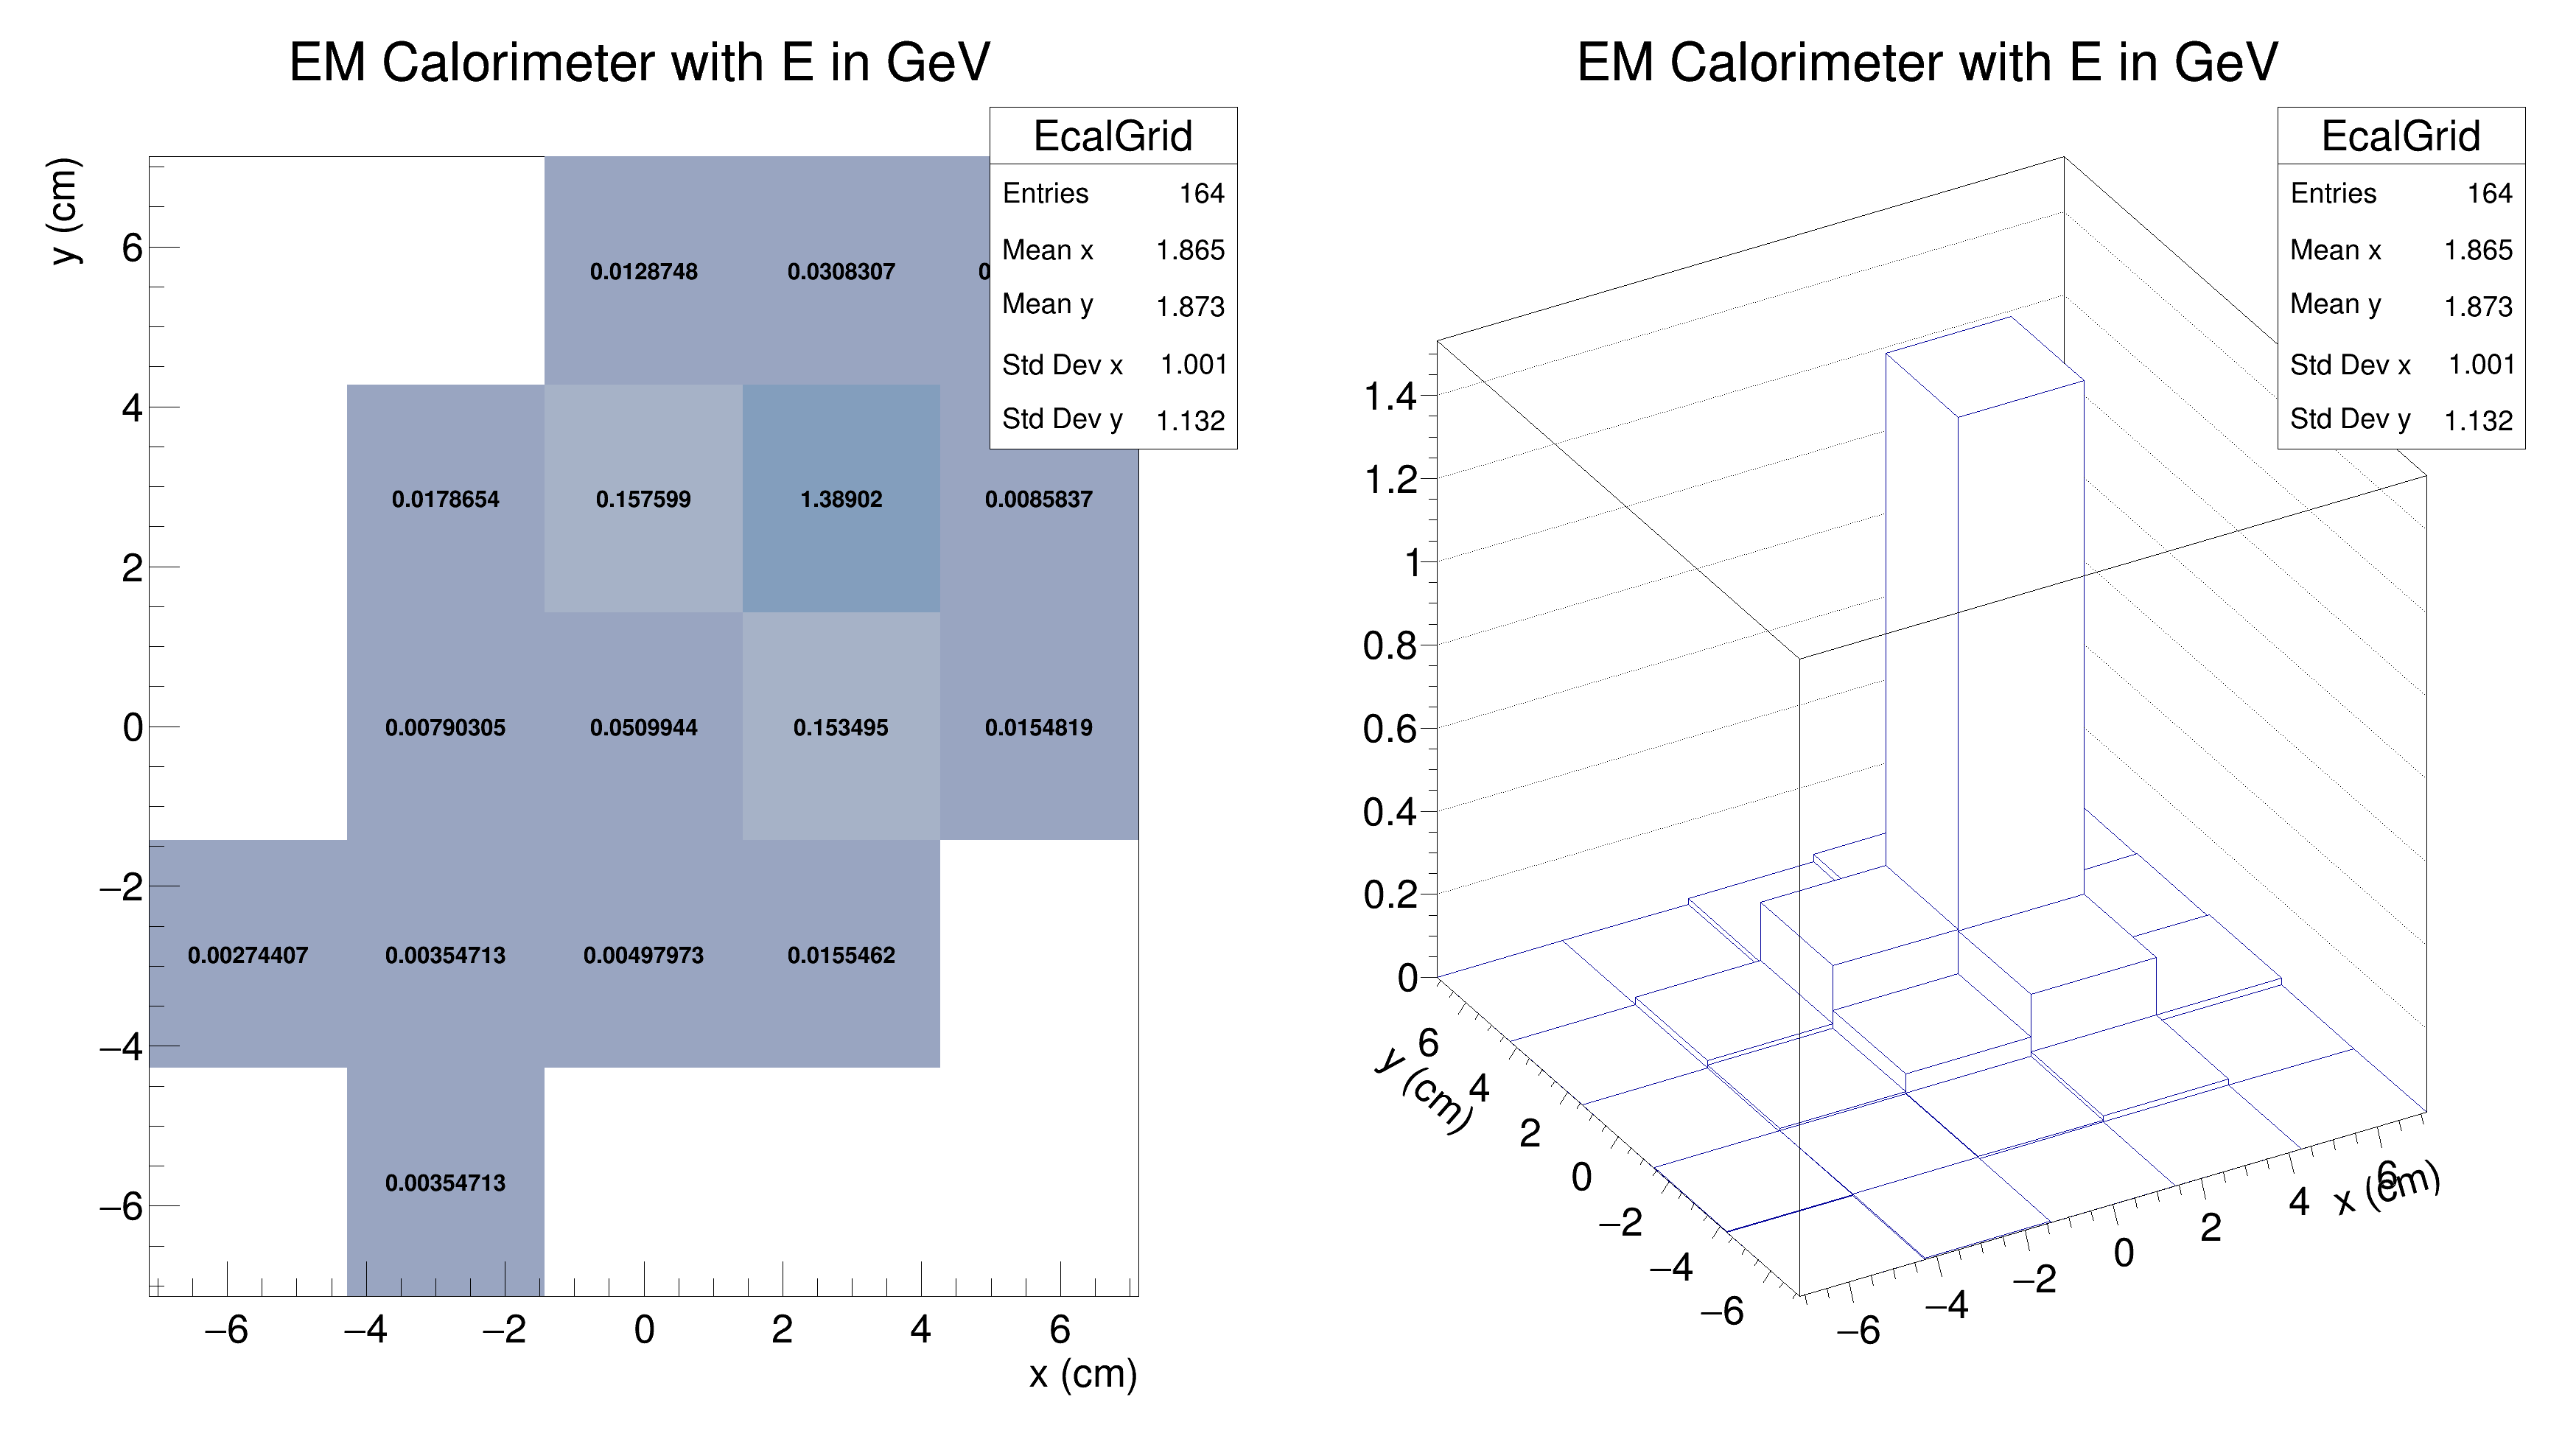 EM Calorimeter with E in GeV
EcalGrid
Entries 164
Mean x 1.865
Mean y 1.873
Std Dev x 1.001
Std Dev y 1.132
y (cm)
6
4
2
0
−2
−4
−6
0.0128748 0.0308307
0.0178654 0.157599 1.38902 0.0085837
0.00790305 0.0509944 0.153495 0.0154819
0.00274407 0.00354713 0.00497973 0.0155462
0.00354713
−6 −4 −2 0 2 4 6
x (cm)
EM Calorimeter with E in GeV
EcalGrid
Entries 164
Mean x 1.865
Mean y 1.873
Std Dev x 1.001
Std Dev y 1.132
1.4
1.2
1
0.8
0.6
0.4
0.2
0
6
4
2
0
−2
−4
−6
y (cm)
−6
−4
−2
0
2
4
6
x (cm)